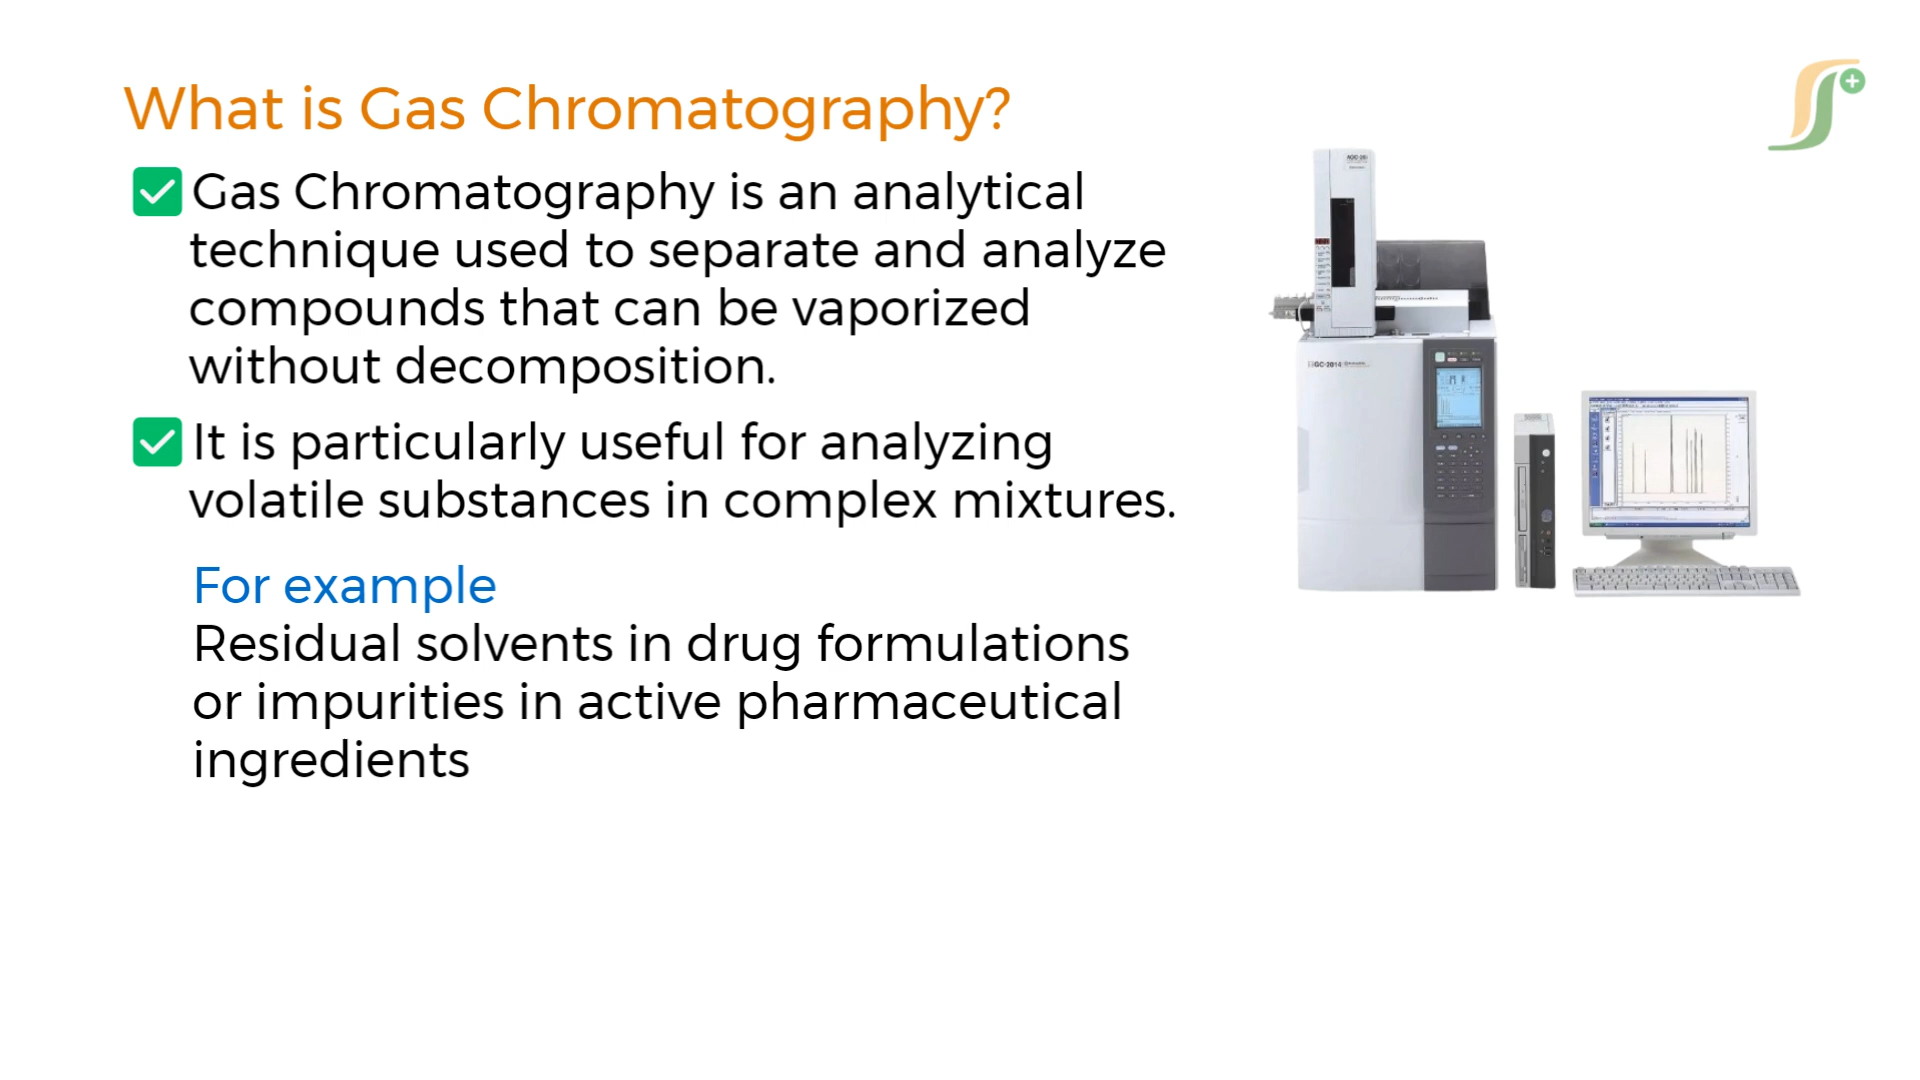 What is Gas Chromatography?
Gas Chromatography is an analytical
technique used to separate and analyze
compounds that can be vaporized
without decomposition.
It is particularly useful for analyzing
volatile substances in complex mixtures.
For example
Residual solvents in drug formulations
or impurities in active pharmaceutical
ingredients
GC-2014